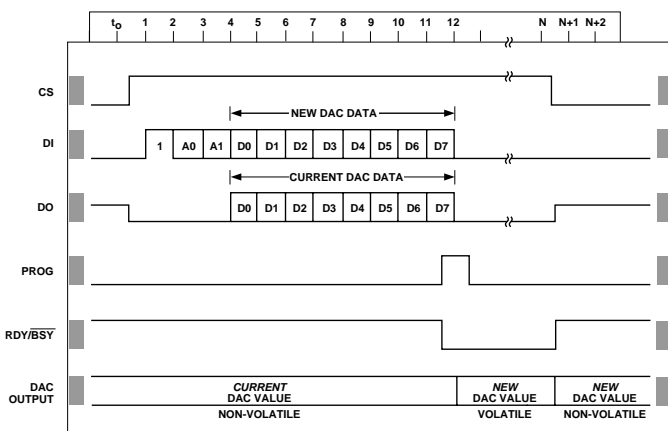 to 1 2 3 4 5 6 7 8 9 10 11 12 N N+1 N+2
CS
NEW DAC DATA
DI 1 A0 A1 D0 D1 D2 D3 D4 D5 D6 D7
CURRENT DAC DATA
DO D0 D1 D2 D3 D4 D5 D6 D7
PROG
RDY/BSY
DAC OUTPUT
CURRENT DAC VALUE
NON-VOLATILE
NEW DAC VALUE
VOLATILE
NEW DAC VALUE
NON-VOLATILE